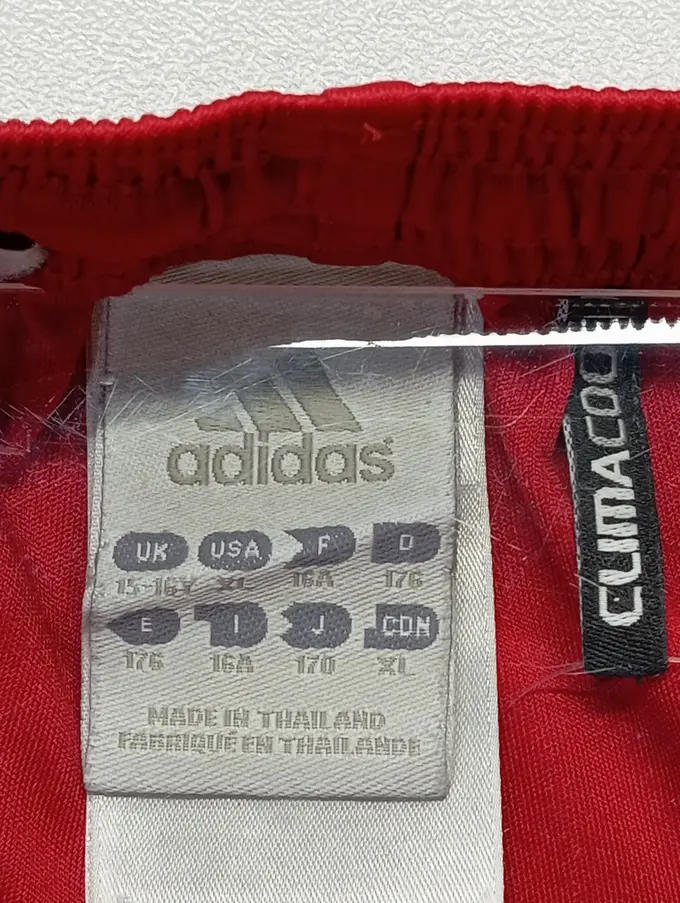 adidas
UK USA F D
15-16Y XL 16A 176
E I J CDN
176 16A 170 XL
MADE IN THAILAND
FABRIQUÉ EN THAILANDE
CLIMACOO